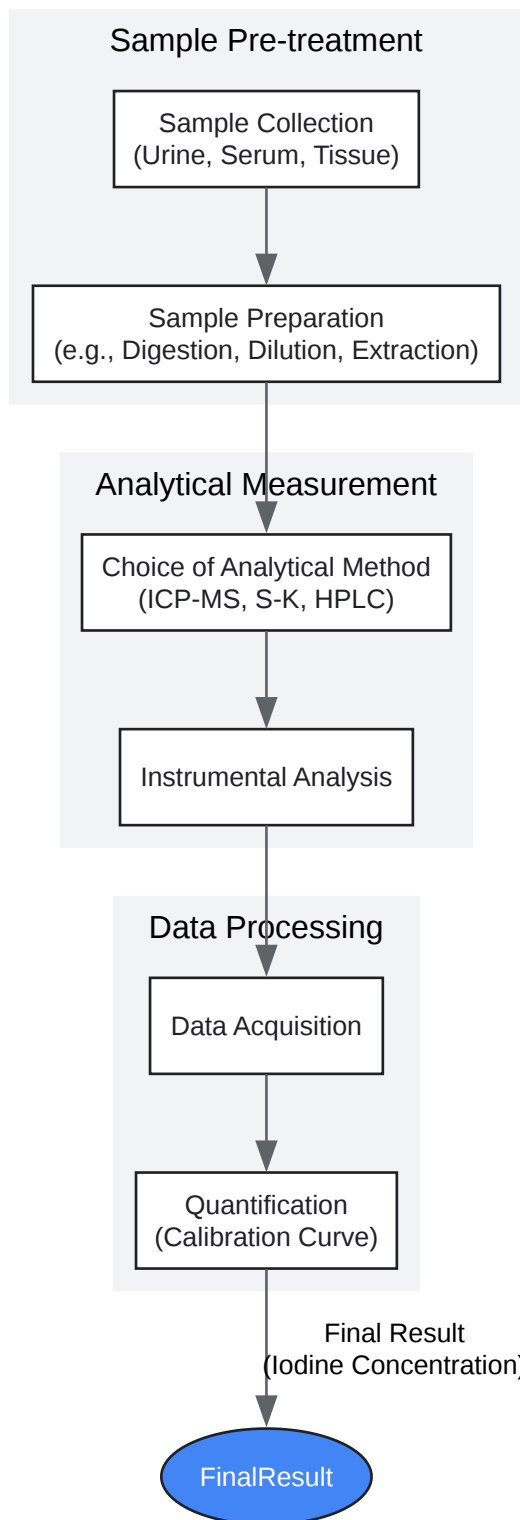 Sample Pre-treatment
Sample Collection
(Urine, Serum, Tissue)
Sample Preparation
(e.g., Digestion, Dilution, Extraction)
Analytical Measurement
Choice of Analytical Method
(ICP-MS, S-K, HPLC)
Instrumental Analysis
Data Processing
Data Acquisition
Quantification
(Calibration Curve)
Final Result
(Iodine Concentration)
FinalResult